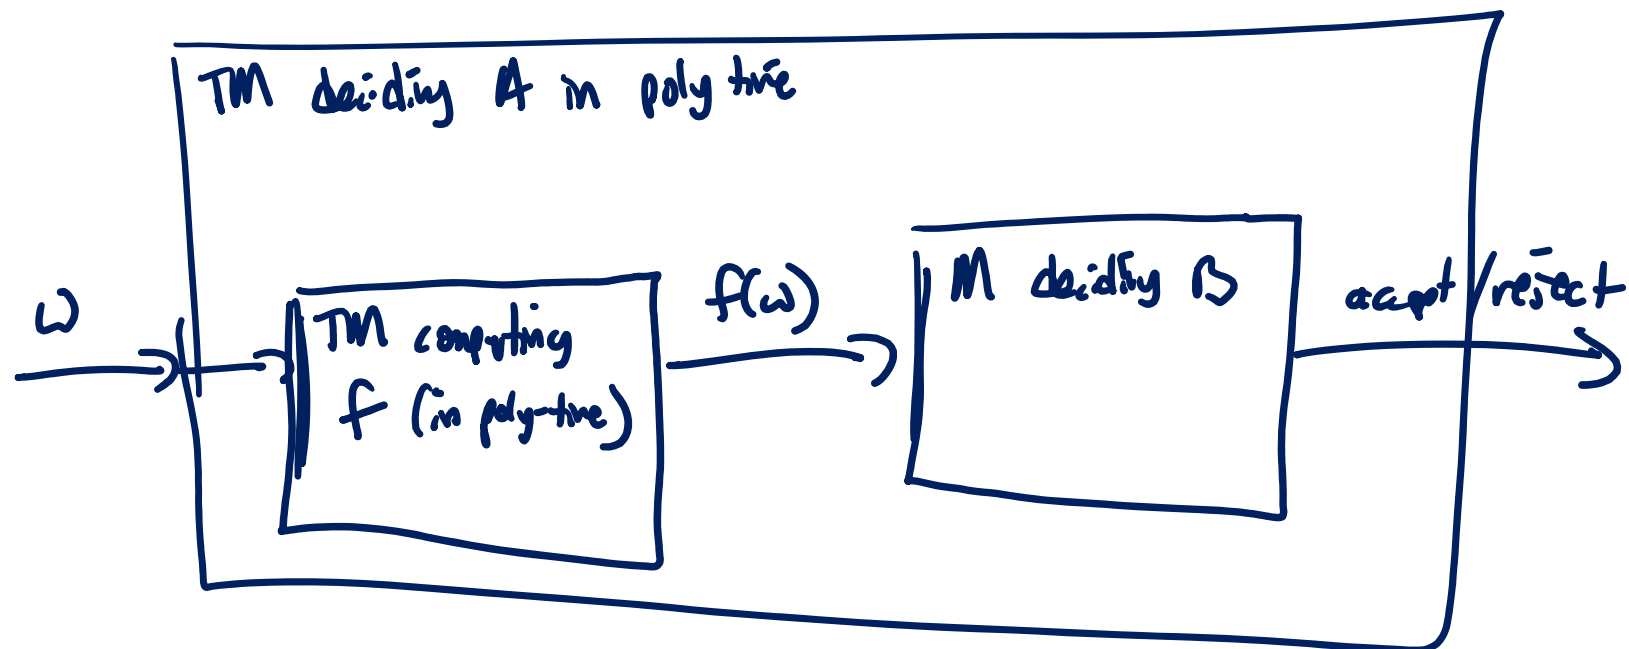 TM deciding A in poly time
ω
TM computing
f (in poly-time)
f(ω)
M deciding B
accept/reject